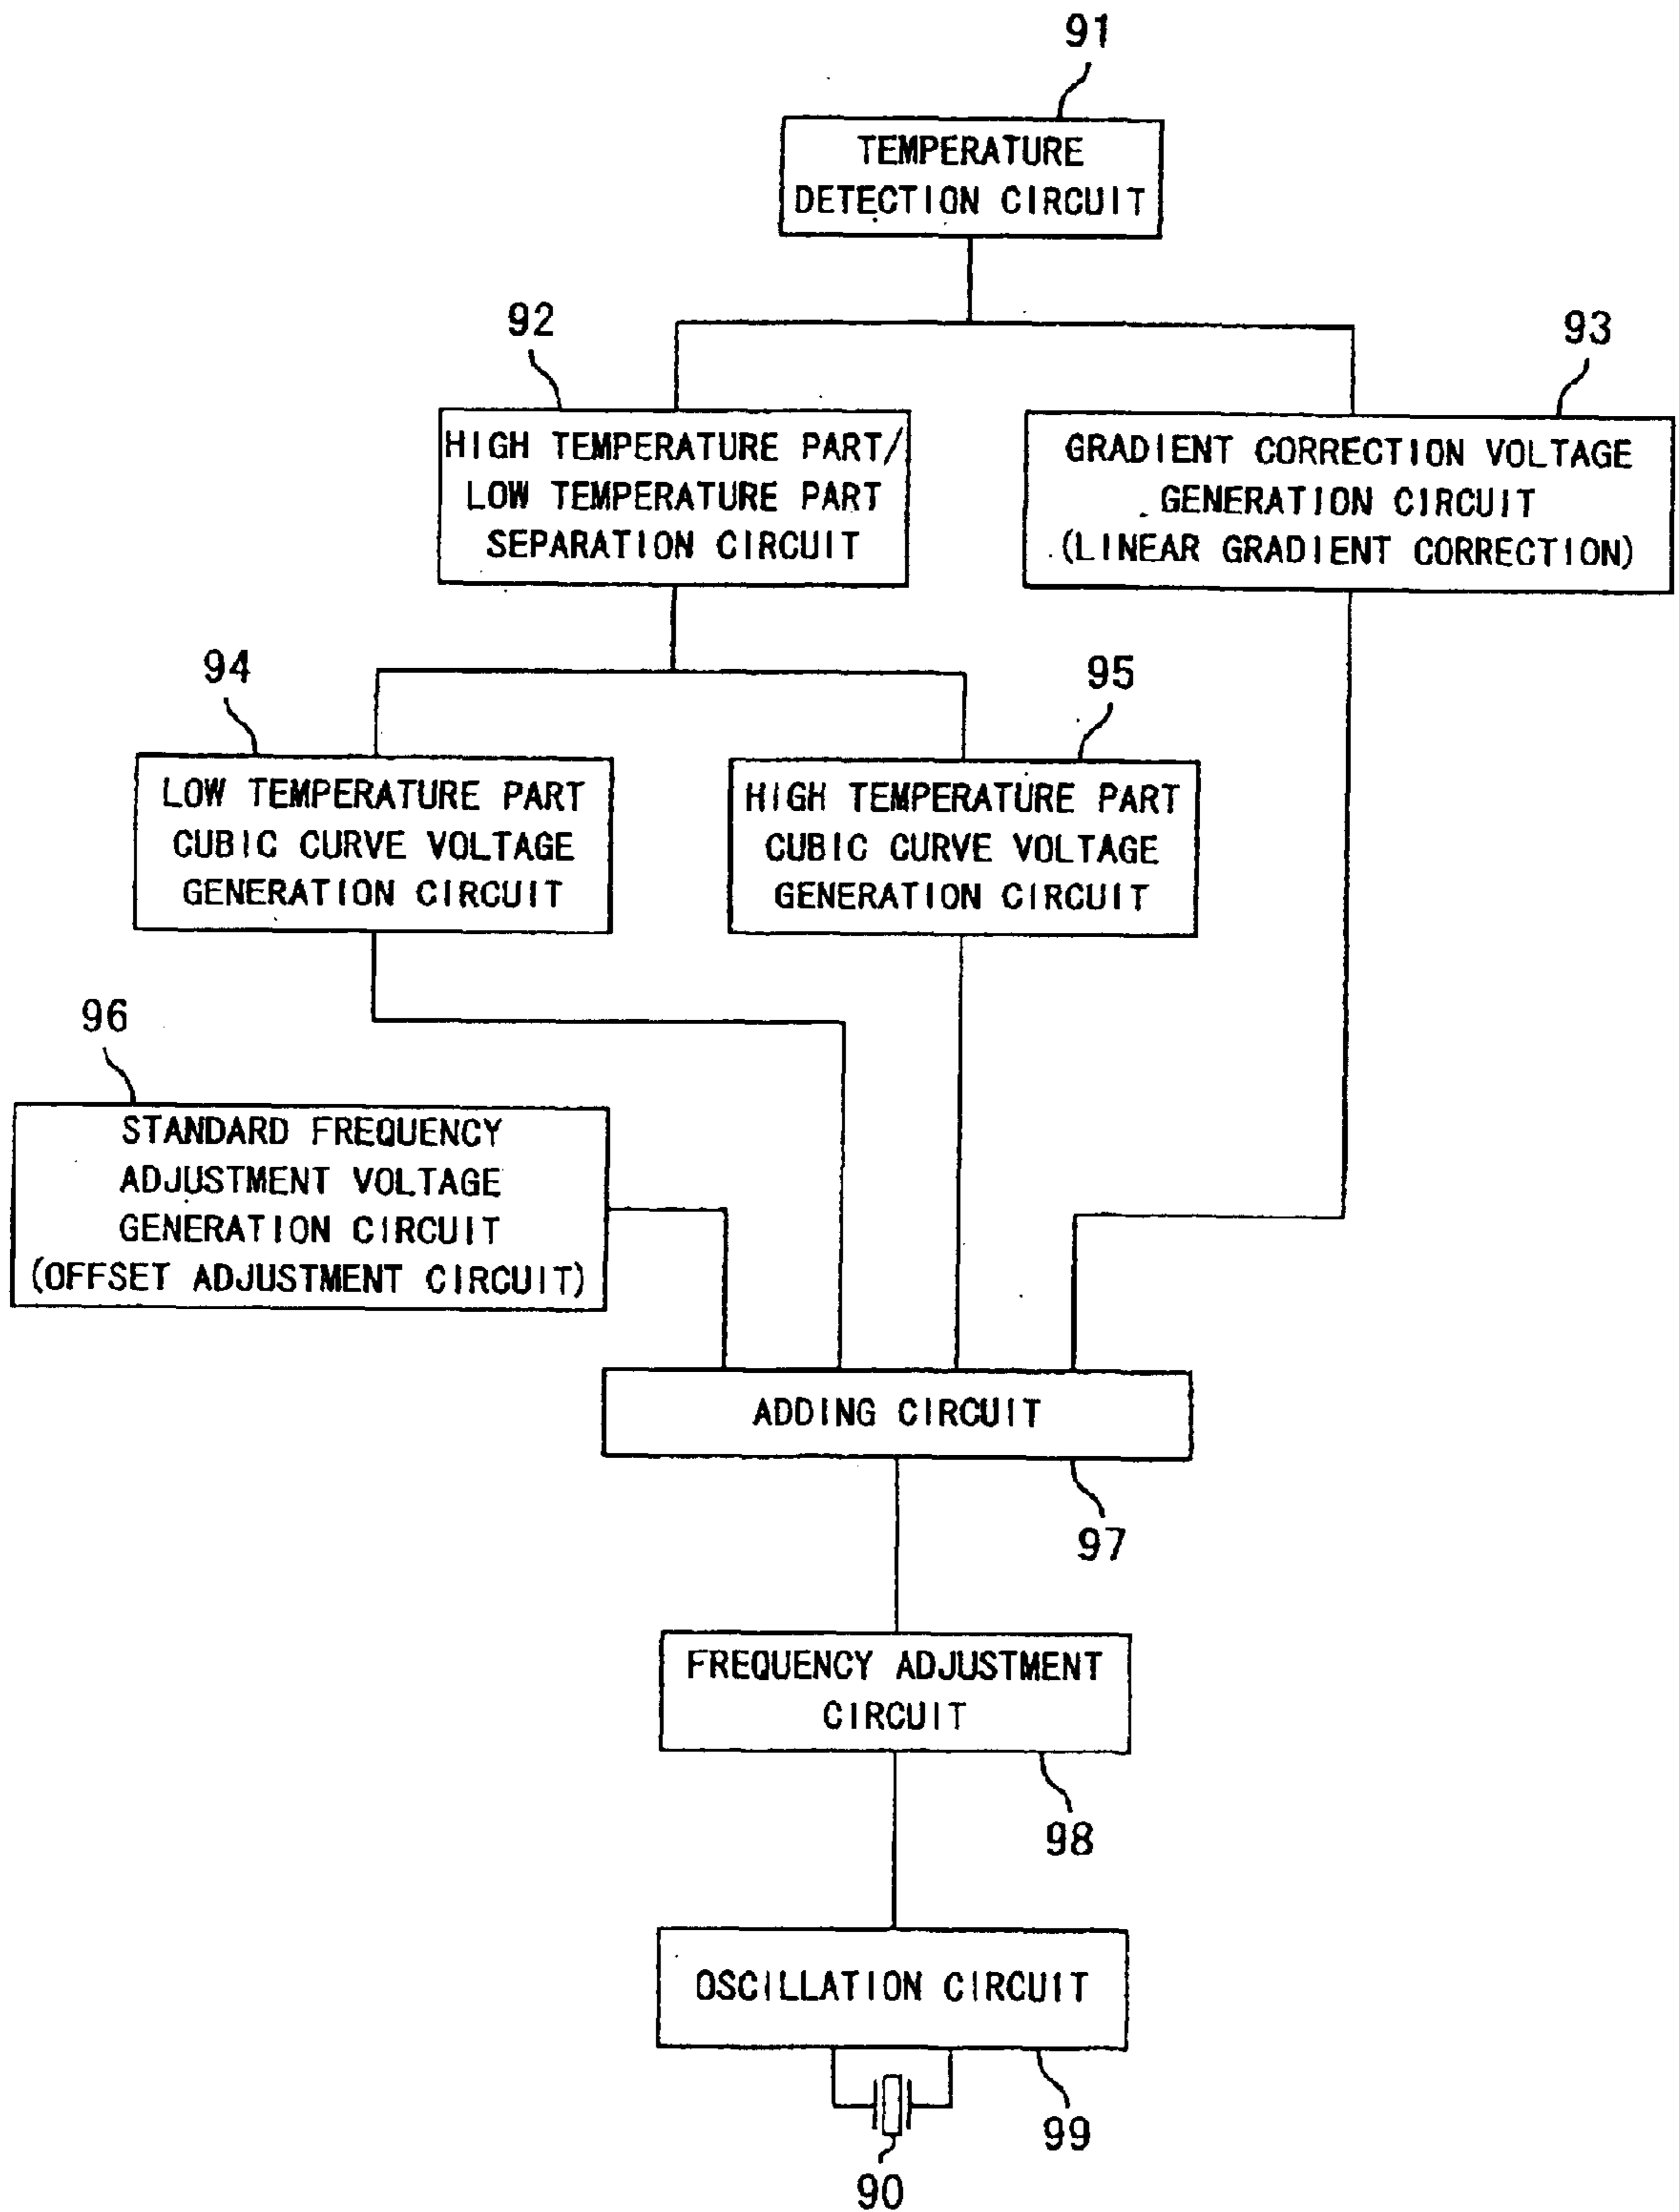 91
TEMPERATURE
DETECTION CIRCUIT
92
93
HIGH TEMPERATURE PART/
LOW TEMPERATURE PART
SEPARATION CIRCUIT
GRADIENT CORRECTION VOLTAGE
GENERATION CIRCUIT
(LINEAR GRADIENT CORRECTION)
94
95
LOW TEMPERATURE PART
CUBIC CURVE VOLTAGE
GENERATION CIRCUIT
HIGH TEMPERATURE PART
CUBIC CURVE VOLTAGE
GENERATION CIRCUIT
96
STANDARD FREQUENCY
ADJUSTMENT VOLTAGE
GENERATION CIRCUIT
(OFFSET ADJUSTMENT CIRCUIT)
ADDING CIRCUIT
97
FREQUENCY ADJUSTMENT
CIRCUIT
98
OSCILLATION CIRCUIT
99
90